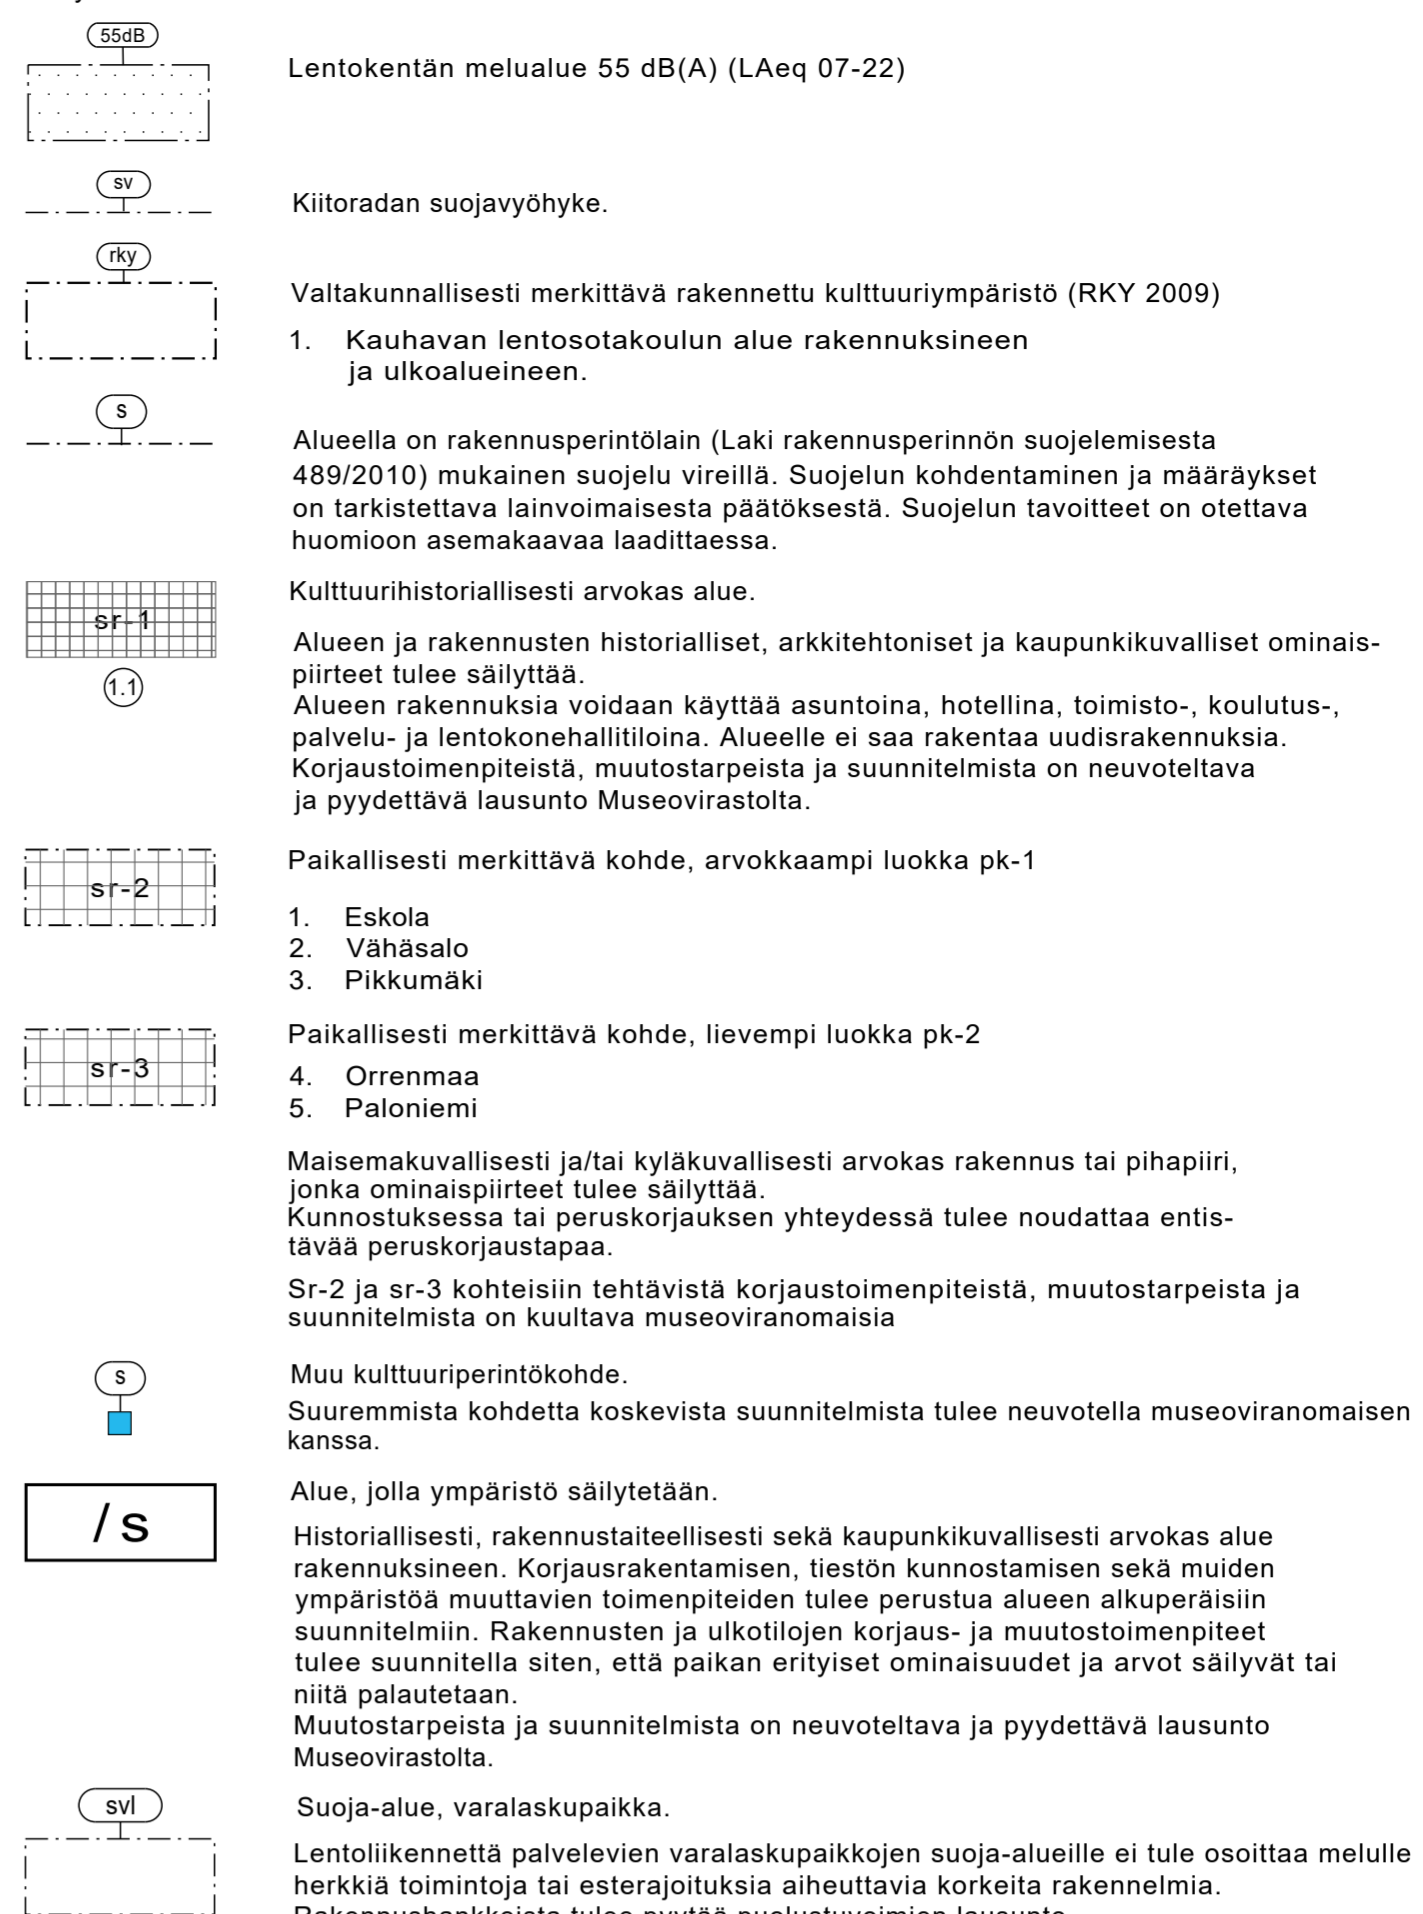 55dB
Lentokentän melualue 55 dB(A) (LAeq 07-22)
sv
Kiitoradan suojavyöhyke.
rky
Valtakunnallisesti merkittävä rakennettu kulttuuriympäristö (RKY 2009)
1. Kauhavan lentosotakoulun alue rakennuksineen
ja ulkoalueineen.
s
Alueella on rakennusperintölain (Laki rakennusperinnön suojelemisesta
489/2010) mukainen suojelu vireillä. Suojelun kohdentaminen ja määräykset
on tarkistettava lainvoimaisesta päätöksestä. Suojelun tavoitteet on otettava
huomioon asemakaavaa laadittaessa.
sr-1
1.1
Kulttuurihistoriallisesti arvokas alue.
Alueen ja rakennusten historialliset, arkkitehtoniset ja kaupunkikuvalliset ominais-
piirteet tulee säilyttää.
Alueen rakennuksia voidaan käyttää asuntoina, hotellina, toimisto-, koulutus-,
palvelu- ja lentokonehallitiloina. Alueelle ei saa rakentaa uudisrakennuksia.
Korjaustoimenpiteistä, muutostarpeista ja suunnitelmista on neuvoteltava
ja pyydettävä lausunto Museovirastolta.
sr-2
Paikallisesti merkittävä kohde, arvokkaampi luokka pk-1
1. Eskola
2. Vähäsalo
3. Pikkumäki
sr-3
Paikallisesti merkittävä kohde, lievempi luokka pk-2
4. Orrenmaa
5. Paloniemi
Maisemakuvallisesti ja/tai kyläkuvallisesti arvokas rakennus tai pihapiiri,
jonka ominaispiirteet tulee säilyttää.
Kunnostuksessa tai peruskorjauksen yhteydessä tulee noudattaa entis-
tävää peruskorjaustapaa.
Sr-2 ja sr-3 kohteisiin tehtävistä korjaustoimenpiteistä, muutostarpeista ja
suunnitelmista on kuultava museoviranomaisia
s
Muu kulttuuriperintökohde.
Suuremmista kohdetta koskevista suunnitelmista tulee neuvotella museoviranomaisen
kanssa.
/s
Alue, jolla ympäristö säilytetään.
Historiallisesti, rakennustaiteellisesti sekä kaupunkikuvallisesti arvokas alue
rakennuksineen. Korjausrakentamisen, tiestön kunnostamisen sekä muiden
ympäristöä muuttavien toimenpiteiden tulee perustua alueen alkuperäisiin
suunnitelmiin. Rakennusten ja ulkotilojen korjaus- ja muutostoimenpiteet
tulee suunnitella siten, että paikan erityiset ominaisuudet ja arvot säilyvät tai
niitä palautetaan.
Muutostarpeista ja suunnitelmista on neuvoteltava ja pyydettävä lausunto
Museovirastolta.
svl
Suoja-alue, varalaskupaikka.
Lentoliikennettä palvelevien varalaskupaikkojen suoja-alueille ei tule osoittaa melulle
herkkiä toimintoja tai esterajoituksia aiheuttavia korkeita rakennelmia.